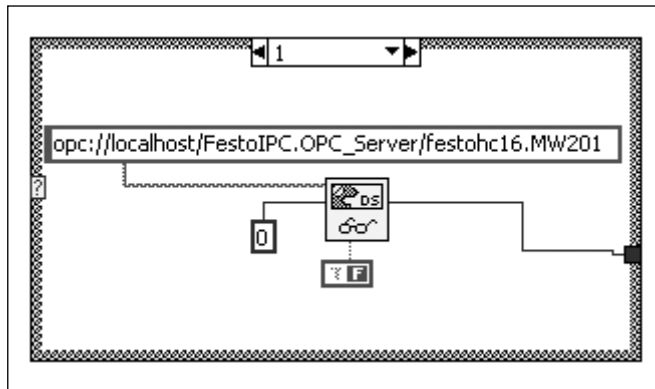 1
opc://localhost/FestoIPC.OPC_Server/festohc16.MW201
?
DS
0
F